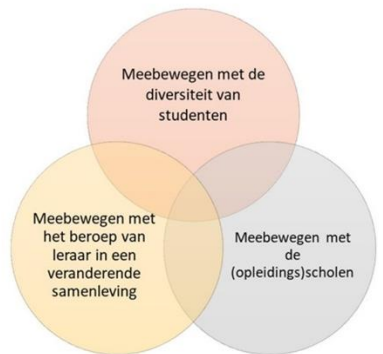 Meebewegen met de
diversiteit van
studenten
Meebewegen met
het beroep van
leraar in een
veranderende
samenleving
Meebewegen met
de
(opleidings)scholen